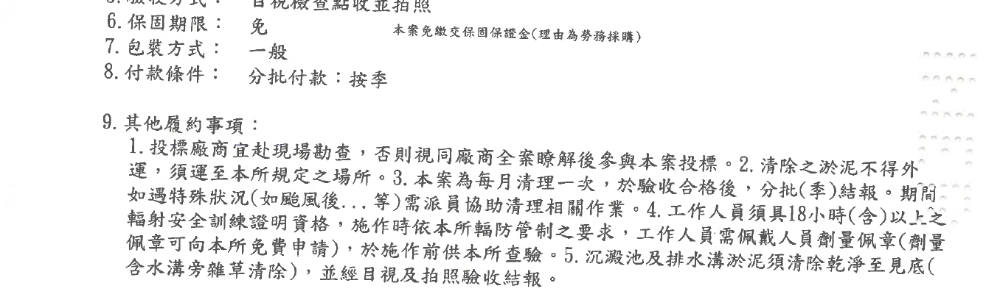 5.驗收方式： 目視檢查點收並拍照
6.保固期限： 免 本案免繳交保固保證金(理由為勞務採購)
7.包裝方式： 一般
8.付款條件： 分批付款：按季
9.其他履約事項：
1.投標廠商宜赴現場勘查，否則視同廠商全案瞭解後參與本案投標。2.清除之淤泥不得外
運，須運至本所規定之場所。3.本案為每月清理一次，於驗收合格後，分批(季)結報。期間
如遇特殊狀況(如颱風後...等)需派員協助清理相關作業。4.工作人員須具18小時(含)以上之
輻射安全訓練證明資格，施作時依本所輻防管制之要求，工作人員需佩戴人員劑量佩章(劑量
佩章可向本所免費申請)，於施作前供本所查驗。5.沉澱池及排水溝淤泥須清除乾淨至見底(
含水溝旁雜草清除)，並經目視及拍照驗收結報。